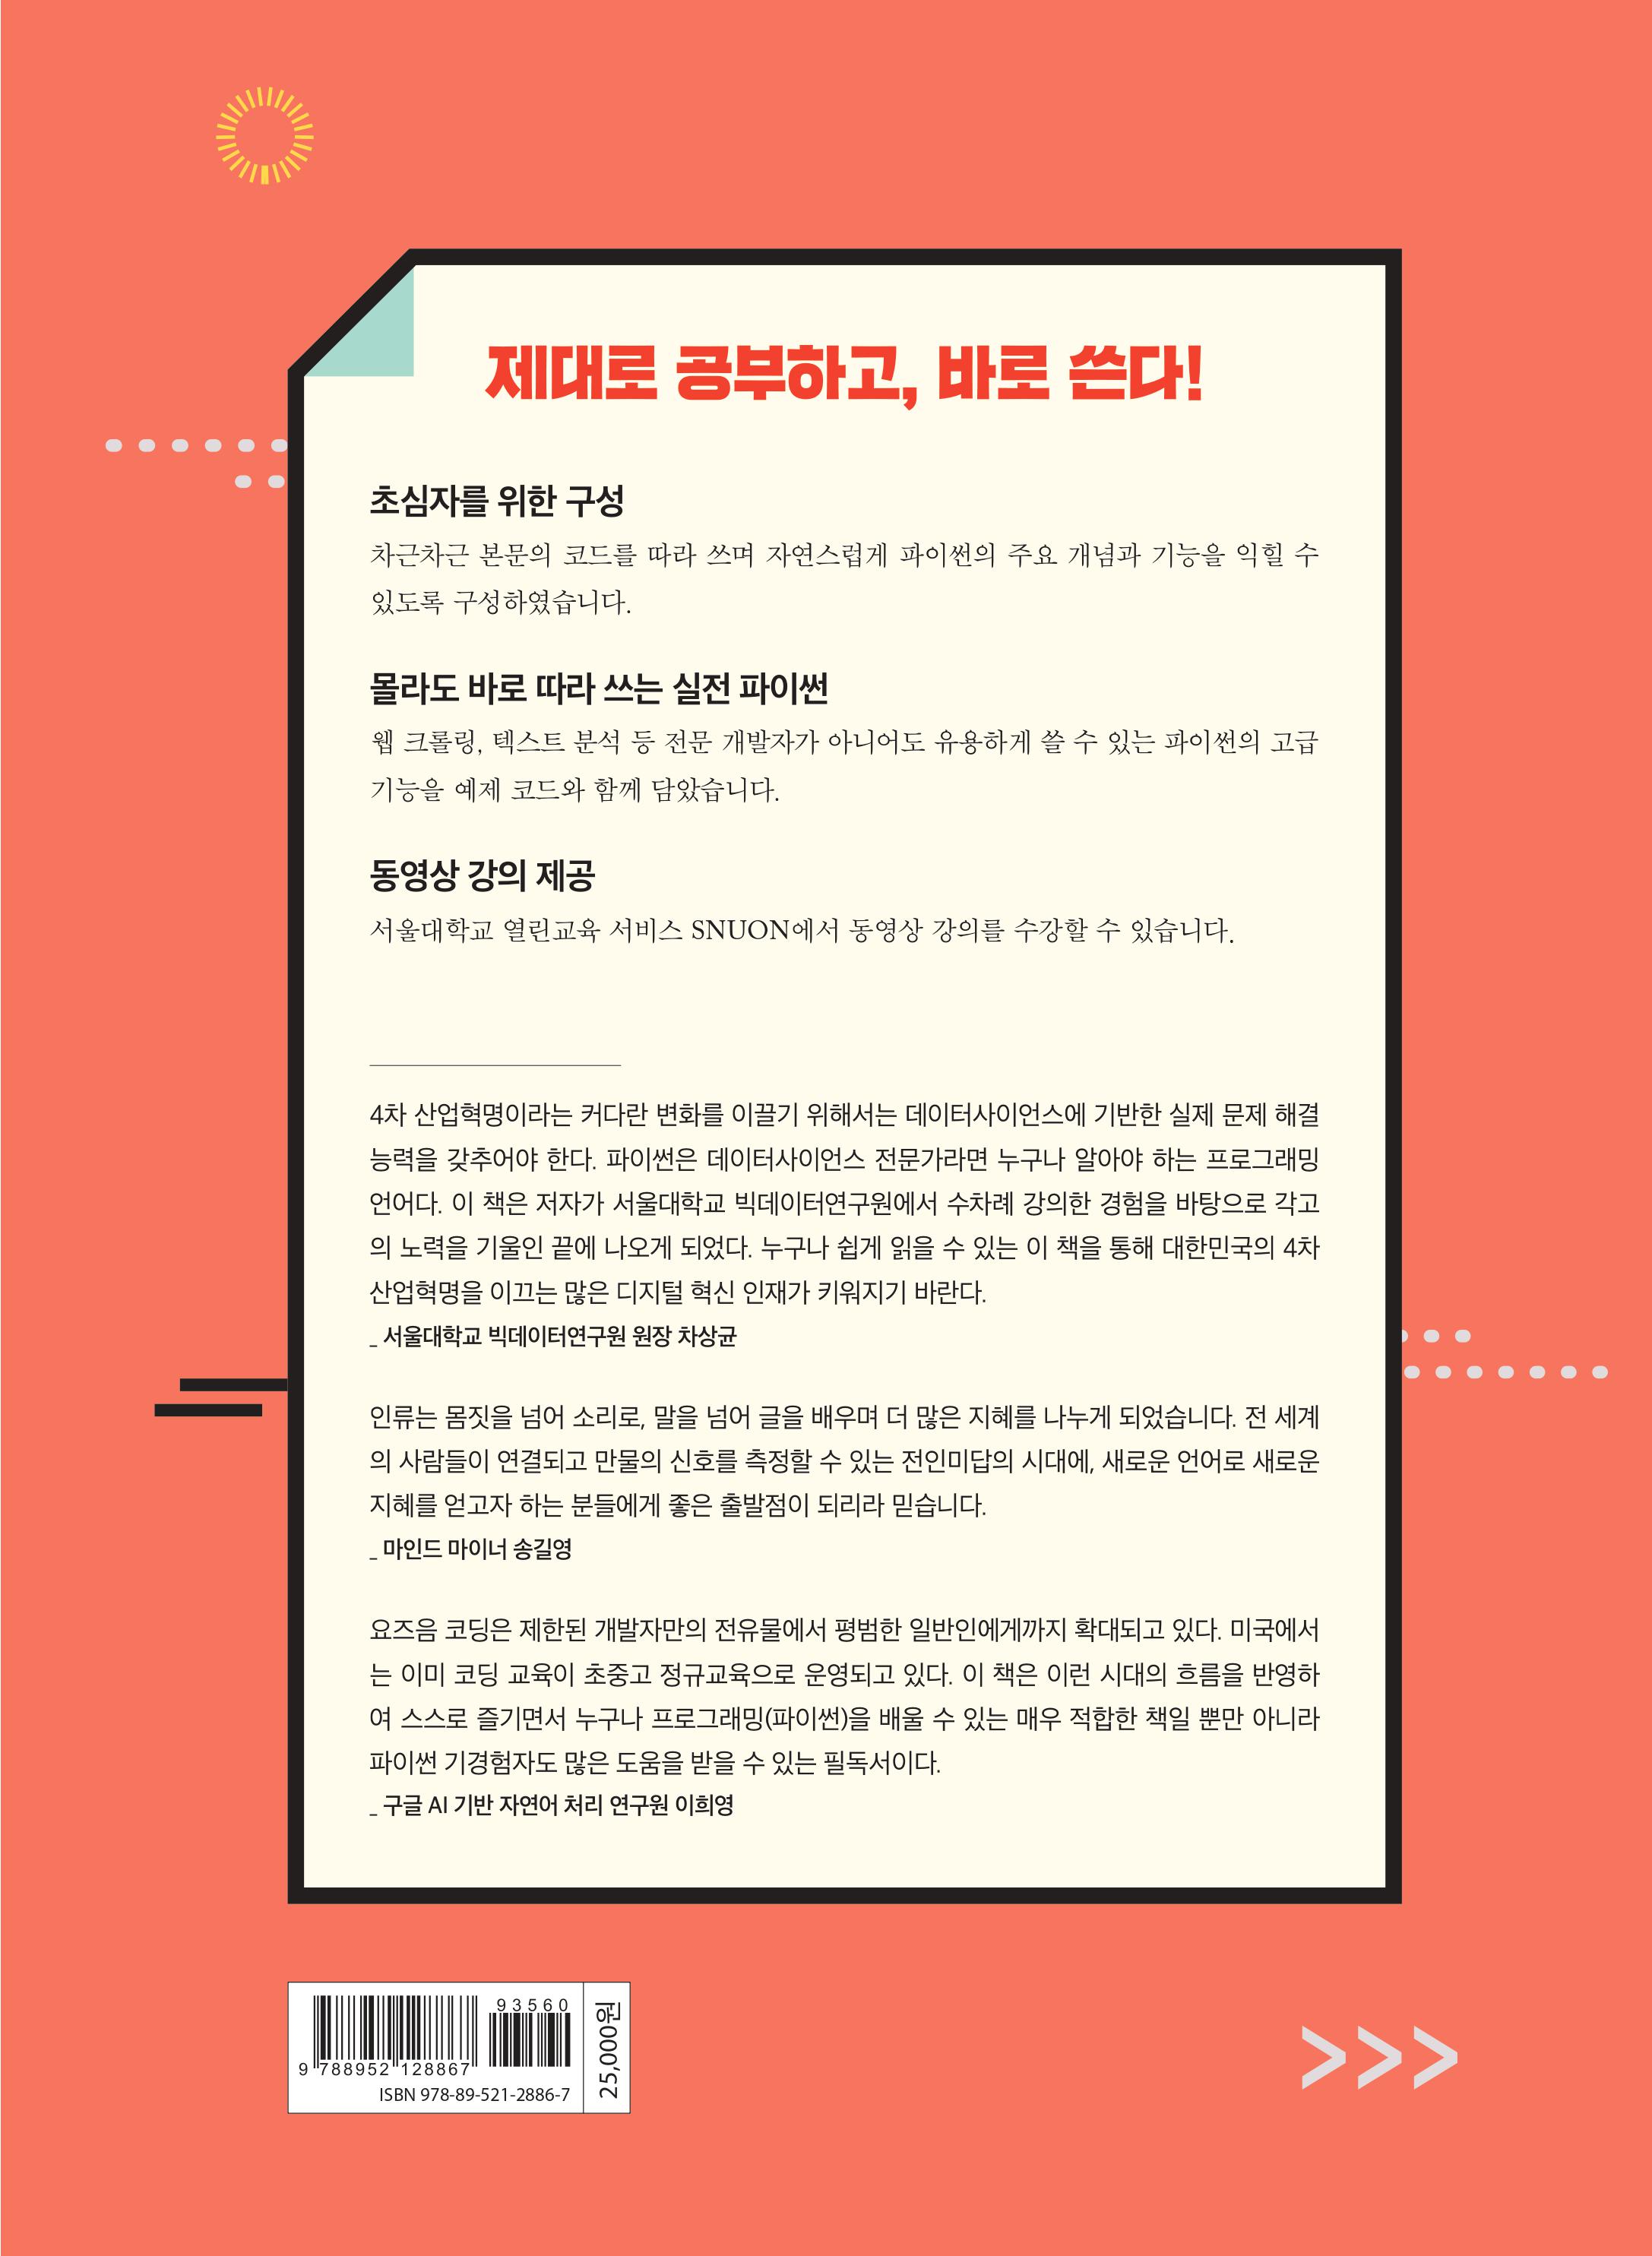 제대로 공부하고, 바로 쓴다!
초심자를 위한 구성
차근차근 본문의 코드를 따라 쓰며 자연스럽게 파이썬의 주요 개념과 기능을 익힐 수
있도록 구성하였습니다.
몰라도 바로 따라 쓰는 실전 파이썬
웹 크롤링, 텍스트 분석 등 전문 개발자가 아니어도 유용하게 쓸 수 있는 파이썬의 고급
기능을 예제 코드와 함께 담았습니다.
동영상 강의 제공
서울대학교 열린교육 서비스 SNUON에서 동영상 강의를 수강할 수 있습니다.
4차 산업혁명이라는 커다란 변화를 이끌기 위해서는 데이터사이언스에 기반한 실제 문제 해결
능력을 갖추어야 한다. 파이썬은 데이터사이언스 전문가라면 누구나 알아야 하는 프로그래밍
언어다. 이 책은 저자가 서울대학교 빅데이터연구원에서 수차례 강의한 경험을 바탕으로 각고
의 노력을 기울인 끝에 나오게 되었다. 누구나 쉽게 읽을 수 있는 이 책을 통해 대한민국의 4차
산업혁명을 이끄는 많은 디지털 혁신 인재가 키워지기 바란다.
_ 서울대학교 빅데이터연구원 원장 차상균
인류는 몸짓을 넘어 소리로, 말을 넘어 글을 배우며 더 많은 지혜를 나누게 되었습니다. 전 세계
의 사람들이 연결되고 만물의 신호를 측정할 수 있는 전인미답의 시대에, 새로운 언어로 새로운
지혜를 얻고자 하는 분들에게 좋은 출발점이 되리라 믿습니다.
_ 마인드 마이너 송길영
요즈음 코딩은 제한된 개발자만의 전유물에서 평범한 일반인에게까지 확대되고 있다. 미국에서
는 이미 코딩 교육이 초중고 정규교육으로 운영되고 있다. 이 책은 이런 시대의 흐름을 반영하
여 스스로 즐기면서 누구나 프로그래밍(파이썬)을 배울 수 있는 매우 적합한 책일 뿐만 아니라
파이썬 기경험자도 많은 도움을 받을 수 있는 필독서이다.
_ 구글 AI 기반 자연어 처리 연구원 이희영
93560
9 788952 128867
ISBN 978-89-521-2886-7
25,000원
>>>